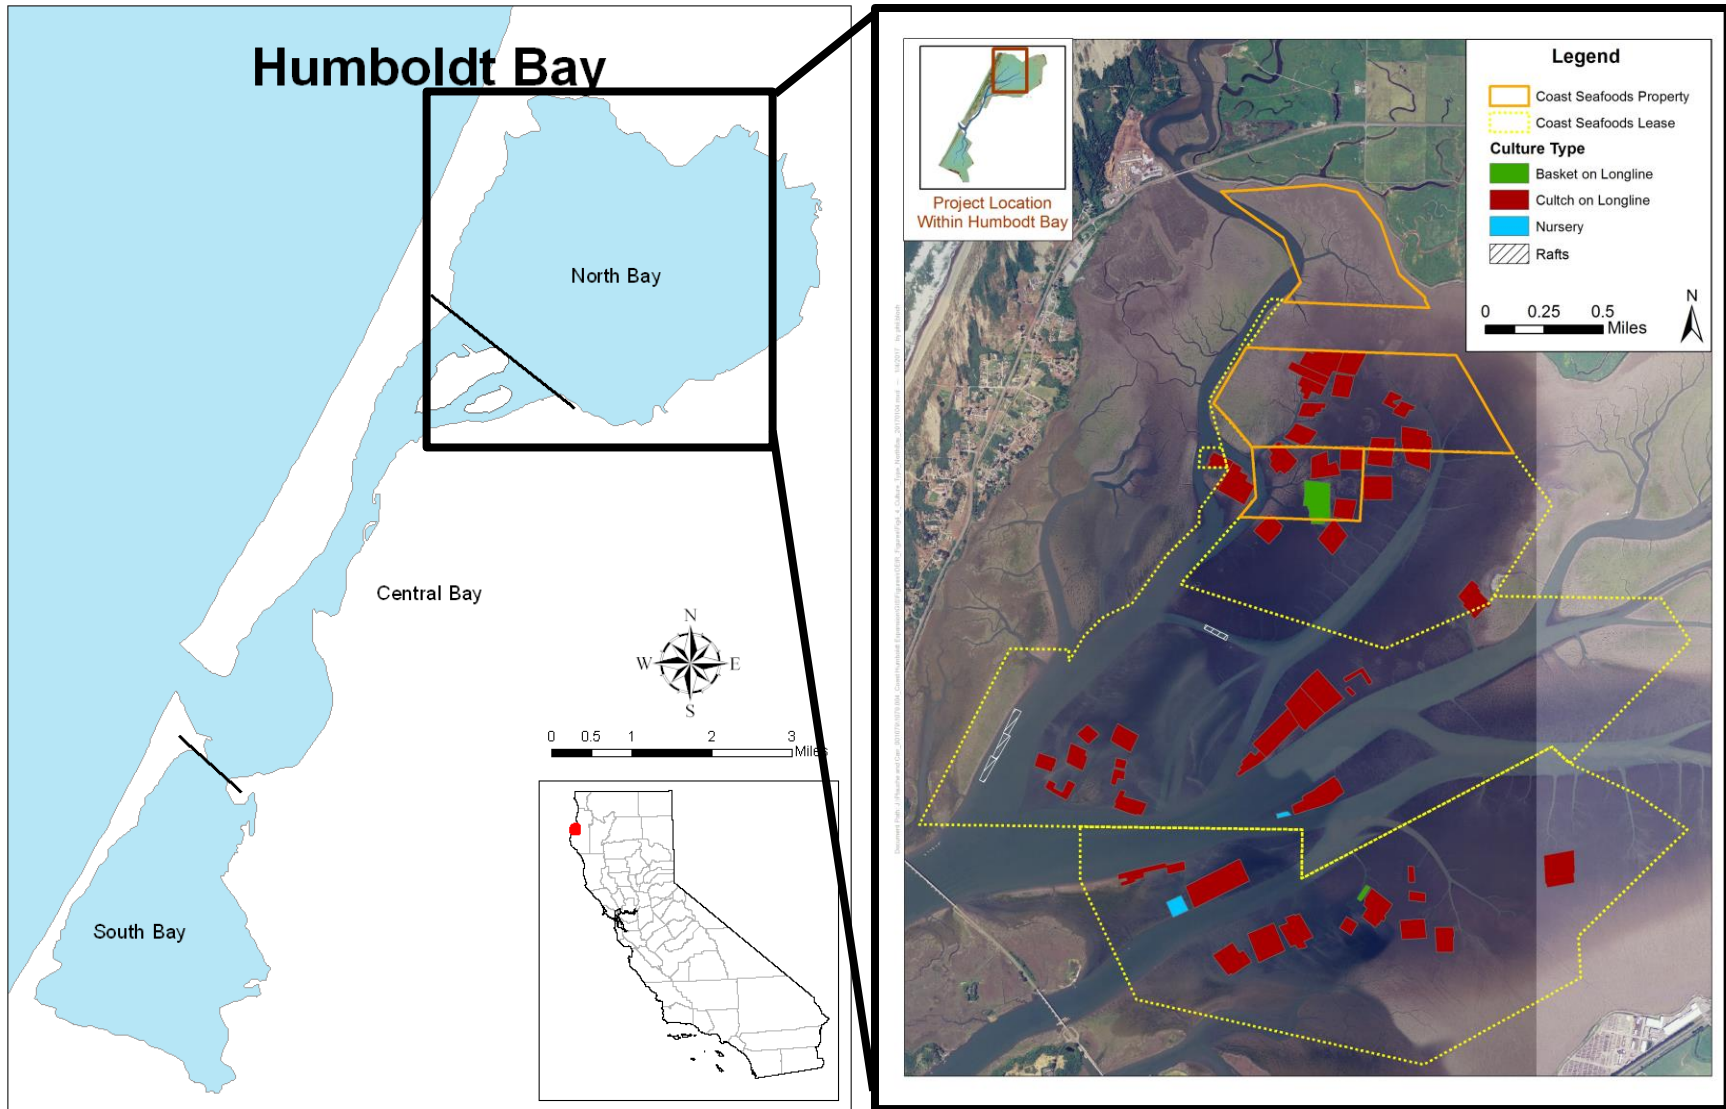 Humboldt Bay
North Bay
Central Bay
South Bay
N
W E
S
0 0.5 1 2 3
Miles
Project Location
Within Humbodt Bay
Legend
Coast Seafoods Property
Coast Seafoods Lease
Culture Type
Basket on Longline
Cultch on Longline
Nursery
Rafts
N
0 0.25 0.5
Miles